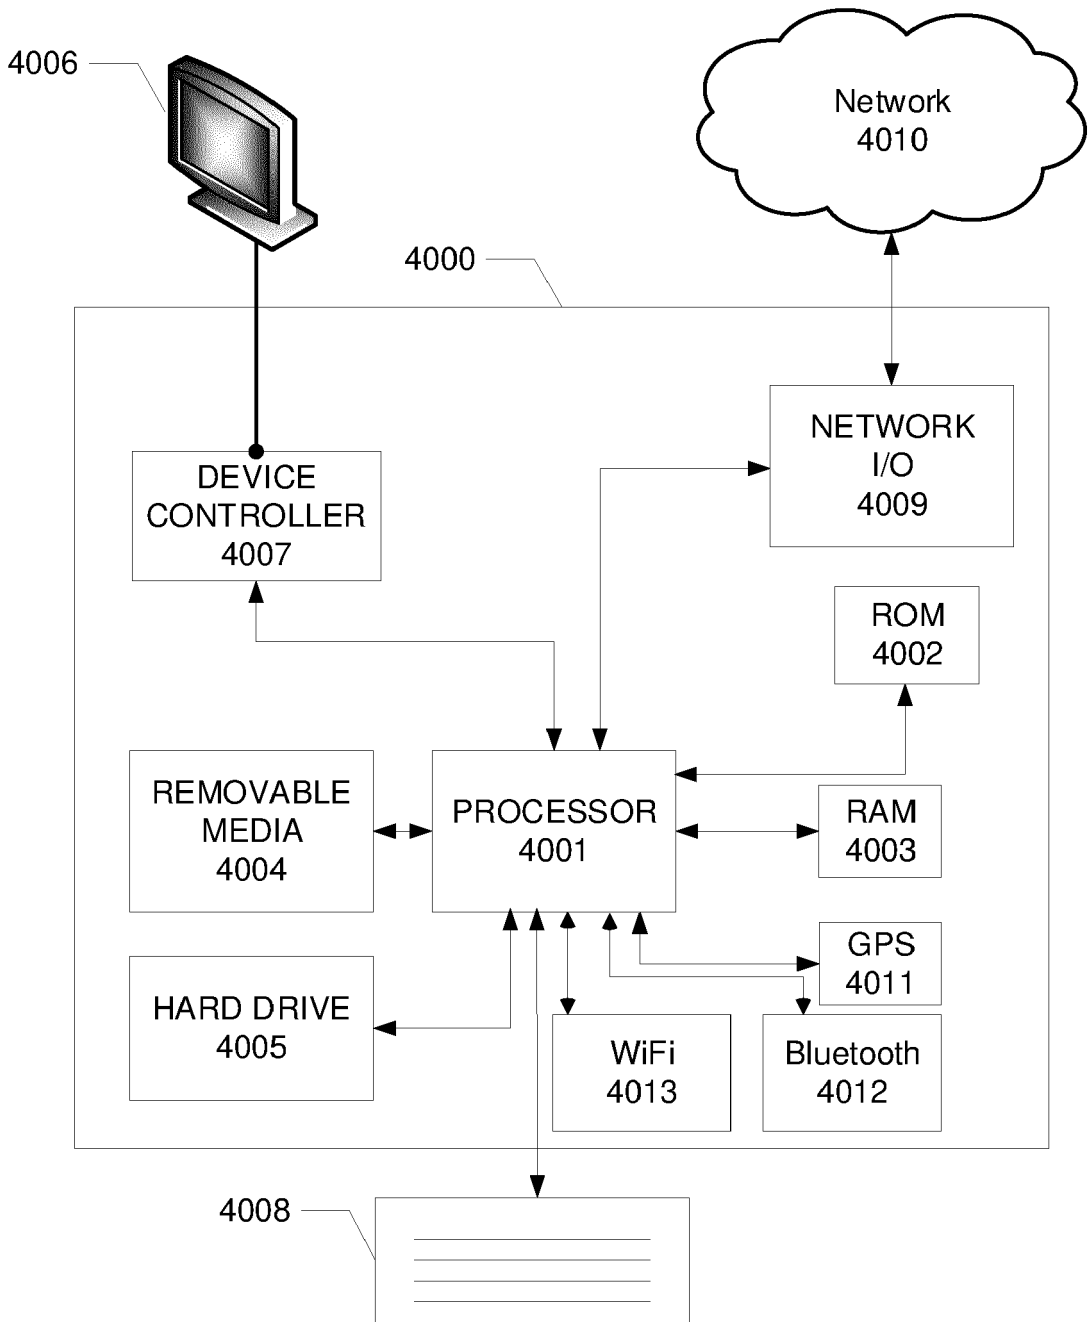 4006
Network
4010
4000
NETWORK
I/O
4009
DEVICE
CONTROLLER
4007
ROM
4002
REMOVABLE
MEDIA
4004
PROCESSOR
4001
RAM
4003
GPS
4011
HARD DRIVE
4005
WiFi
4013
Bluetooth
4012
4008